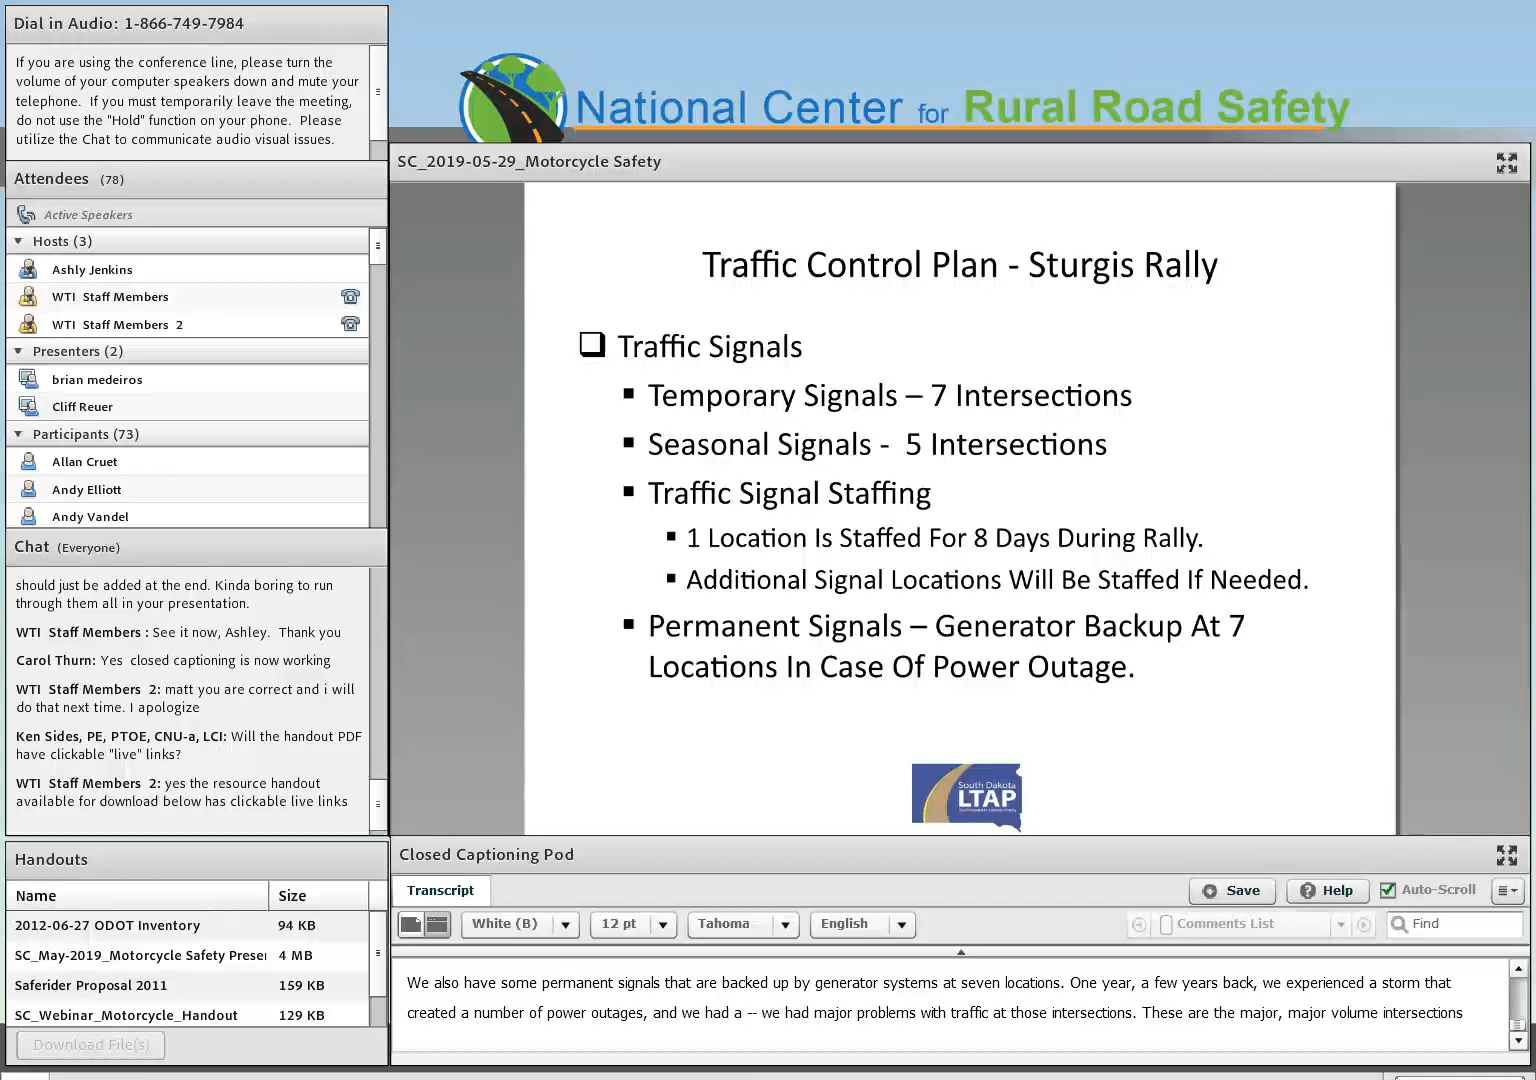 Dial in Audio: 1-866-749-7984
If you are using the conference line, please turn the
volume of your computer speakers down and mute your
telephone. If you must temporarily leave the meeting,
do not use the "Hold" function on your phone. Please
utilize the Chat to communicate audio visual issues.
Attendees (78)
Active Speakers
Hosts (3)
Ashly Jenkins
WTI Staff Members
WTI Staff Members 2
Presenters (2)
brian medeiros
Cliff Reuer
Participants (73)
Allan Cruet
Andy Elliott
Andy Vandel
Chat (Everyone)
should just be added at the end. Kinda boring to run
through them all in your presentation.
WTI Staff Members : See it now, Ashley. Thank you
Carol Thurn: Yes closed captioning is now working
WTI Staff Members 2: matt you are correct and i will
do that next time. I apologize
Ken Sides, PE, PTOE, CNU-a, LCI: Will the handout PDF
have clickable "live" links?
WTI Staff Members 2: yes the resource handout
available for download below has clickable live links
Handouts
Name Size
2012-06-27 ODOT Inventory 94 KB
SC_May-2019_Motorcycle Safety Preser 4 MB
Saferider Proposal 2011 159 KB
SC_Webinar_Motorcycle_Handout 129 KB
Download File(s)
National Center for Rural Road Safety
SC_2019-05-29_Motorcycle Safety
Traffic Control Plan - Sturgis Rally
Traffic Signals
Temporary Signals – 7 Intersections
Seasonal Signals - 5 Intersections
Traffic Signal Staffing
1 Location Is Staffed For 8 Days During Rally.
Additional Signal Locations Will Be Staffed If Needed.
Permanent Signals – Generator Backup At 7
Locations In Case Of Power Outage.
South Dakota
LTAP
Closed Captioning Pod
Transcript Save Help Auto-Scroll
White (B) 12 pt Tahoma English Comments List Find
We also have some permanent signals that are backed up by generator systems at seven locations. One year, a few years back, we experienced a storm that
created a number of power outages, and we had a -- we had major problems with traffic at those intersections. These are the major, major volume intersections